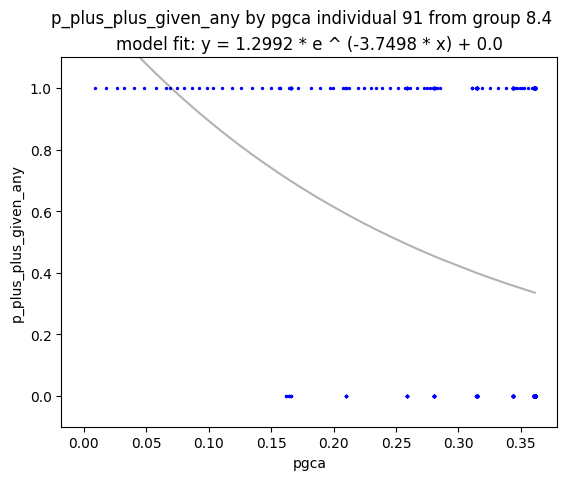 p_plus_plus_given_any by pgca individual 91 from group 8.4
model fit: y = 1.2992 * e ^ (-3.7498 * x) + 0.0
1.0
0.8
0.6
0.4
0.2
0.0
p_plus_plus_given_any
0.00 0.05 0.10 0.15 0.20 0.25 0.30 0.35
pgca